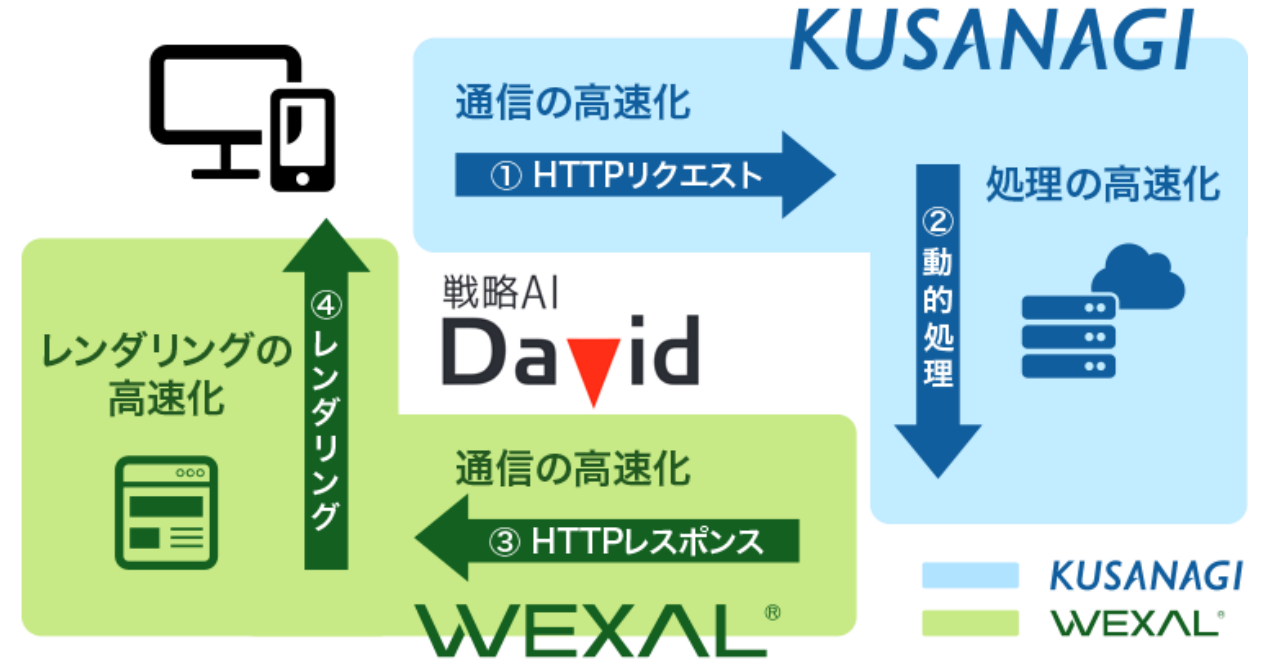 KUSANAGI
通信の高速化
① HTTPリクエスト
処理の高速化
②動的処理
戦略AI
David
レンダリングの
高速化
④レンダリング
通信の高速化
③ HTTPレスポンス
WEXAL®
KUSANAGI
WEXAL®